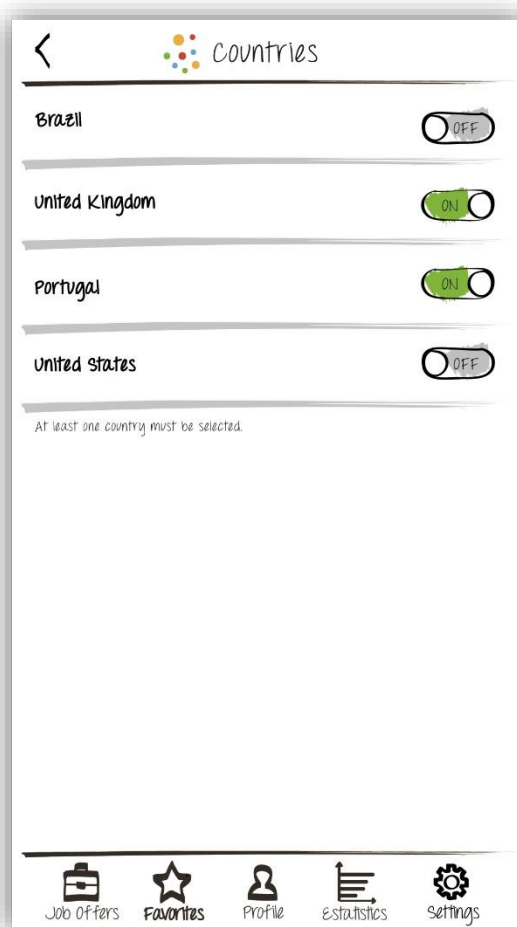 Countries
Brazil
OFF
United Kingdom
ON
Portugal
ON
United States
OFF
At least one country must be selected.
Job Offers Favorites Profile Estatistics Settings